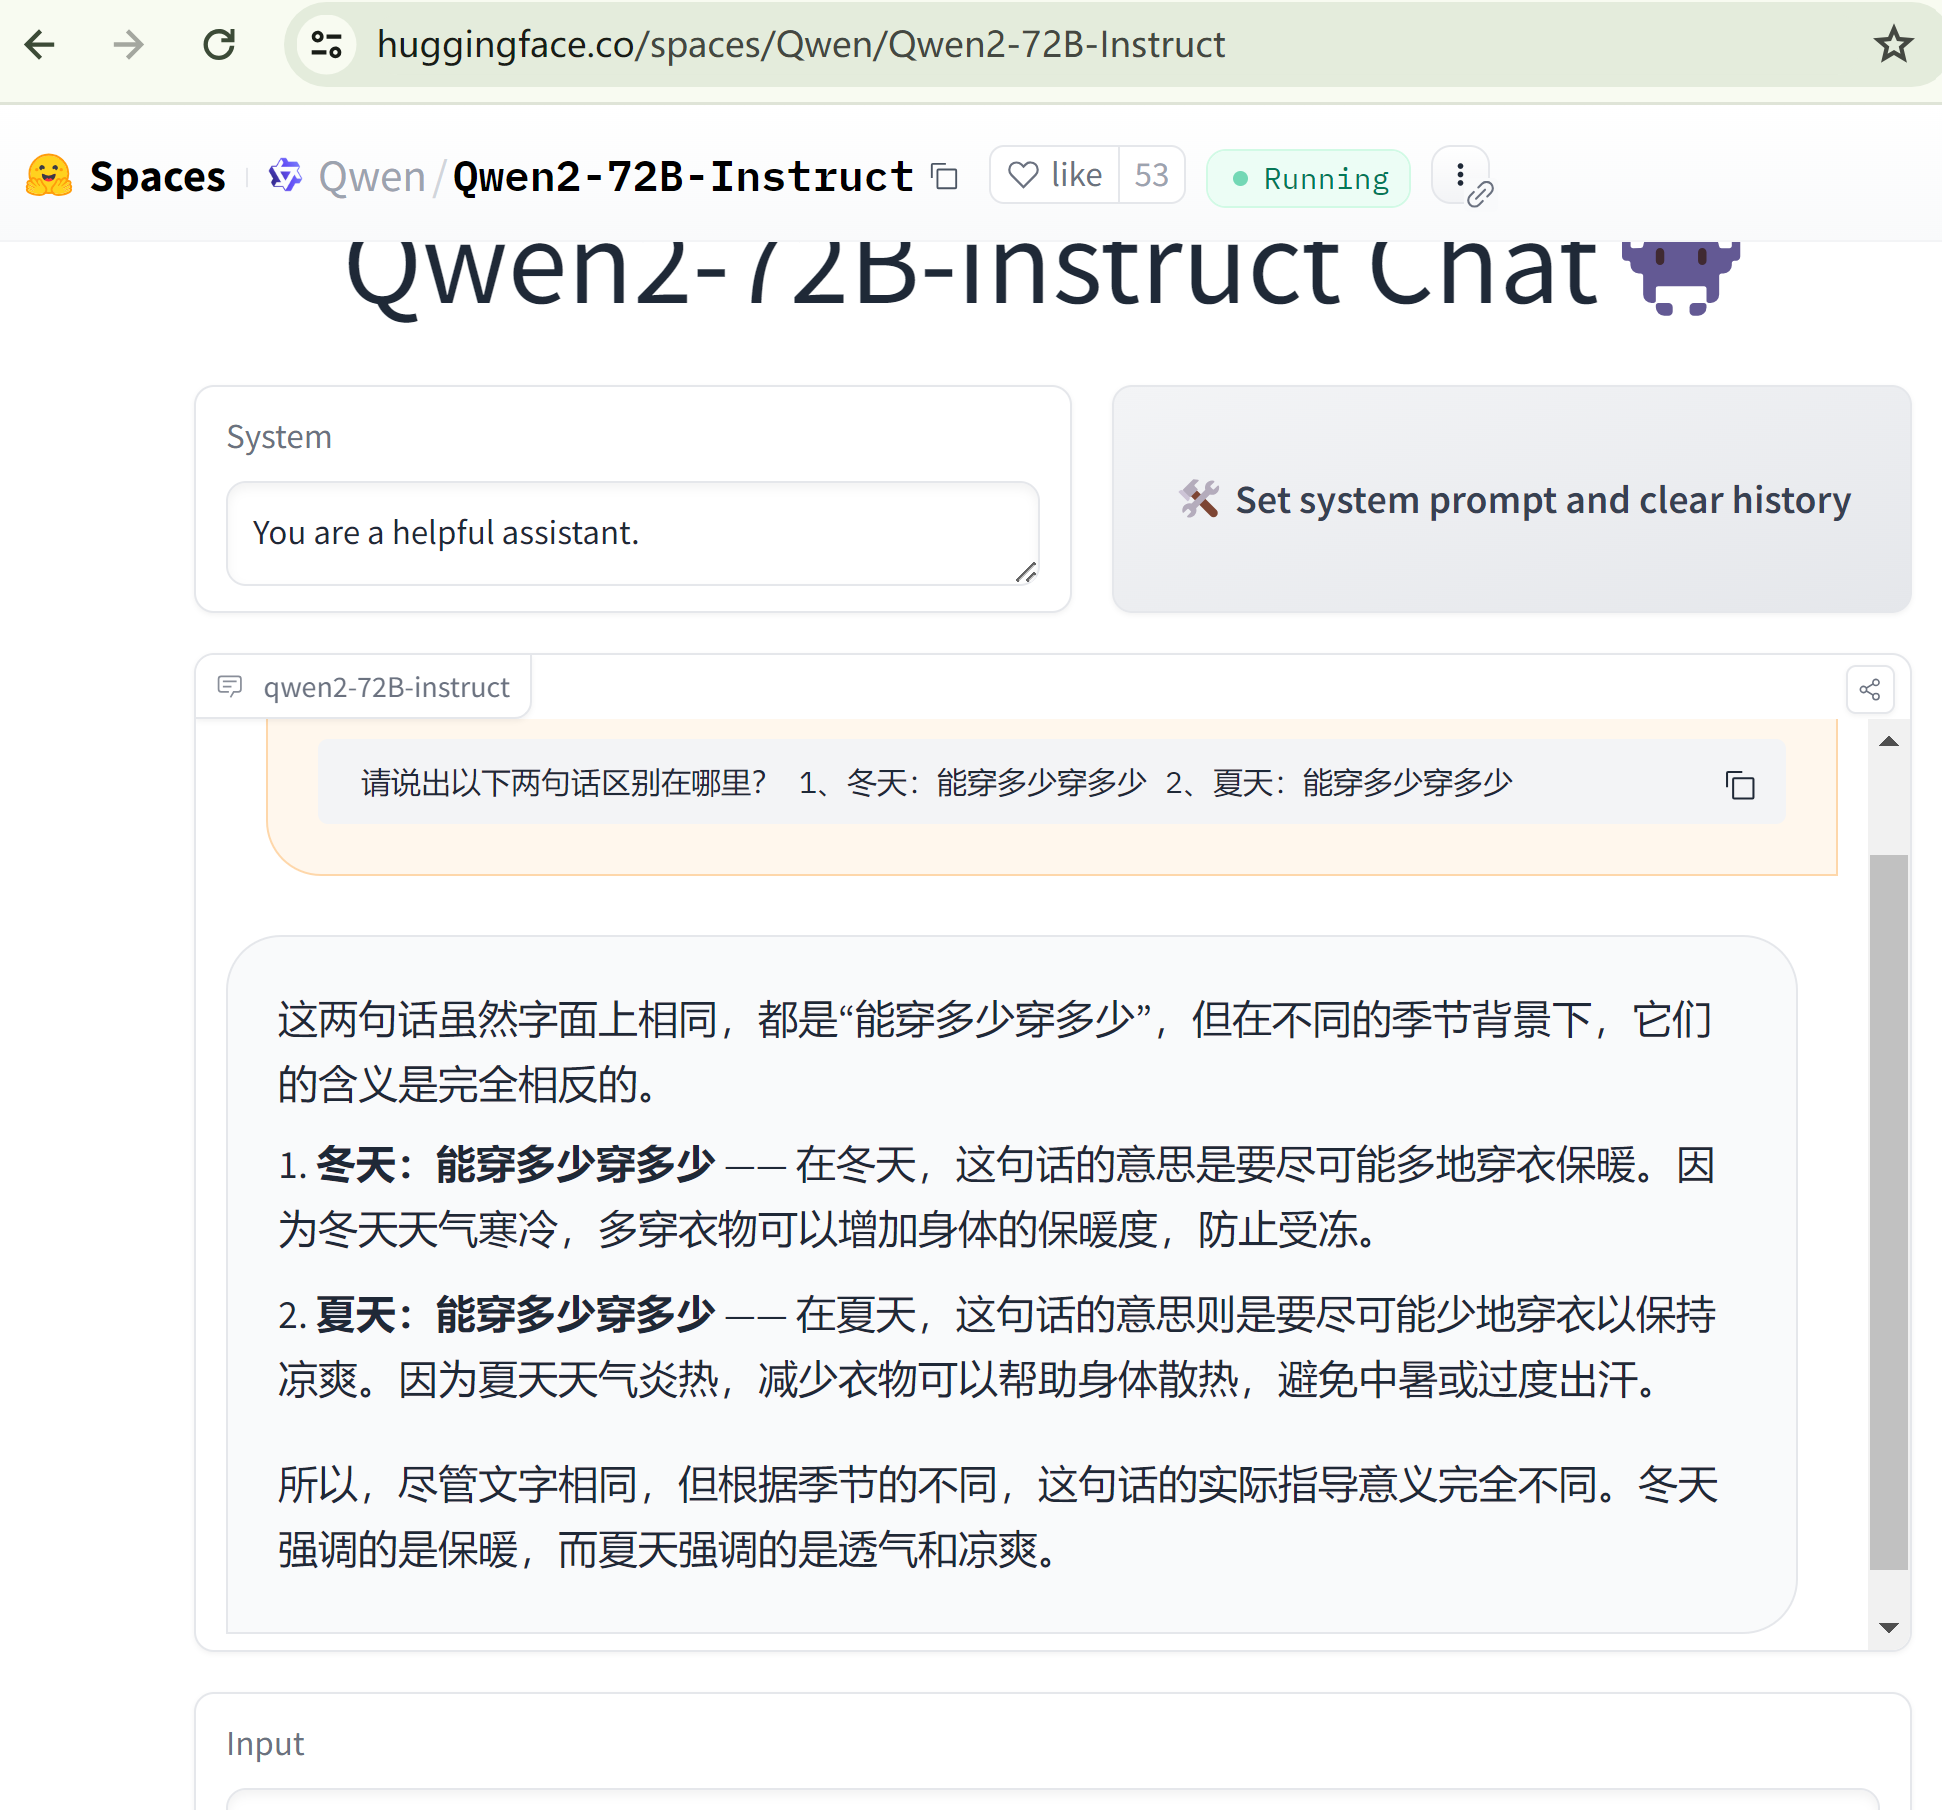 huggingface.co/spaces/Qwen/Qwen2-72B-Instruct
Spaces Qwen/Qwen2-72B-Instruct like 53 Running
Qwen2-72B-instruct Chat
System
You are a helpful assistant.
Set system prompt and clear history
qwen2-72B-instruct
请说出以下两句话区别在哪里? 1、冬天：能穿多少穿多少 2、夏天：能穿多少穿多少
这两句话虽然字面上相同，都是“能穿多少穿多少”，但在不同的季节背景下，它们
的含义是完全相反的。
1. 冬天：能穿多少穿多少 —— 在冬天，这句话的意思是要尽可能多地穿衣保暖。因
为冬天天气寒冷，多穿衣物可以增加身体的保暖度，防止受冻。
2. 夏天：能穿多少穿多少 —— 在夏天，这句话的意思则是要尽可能少地穿衣以保持
凉爽。因为夏天天气炎热，减少衣物可以帮助身体散热，避免中暑或过度出汗。
所以，尽管文字相同，但根据季节的不同，这句话的实际指导意义完全不同。冬天
强调的是保暖，而夏天强调的是透气和凉爽。
Input